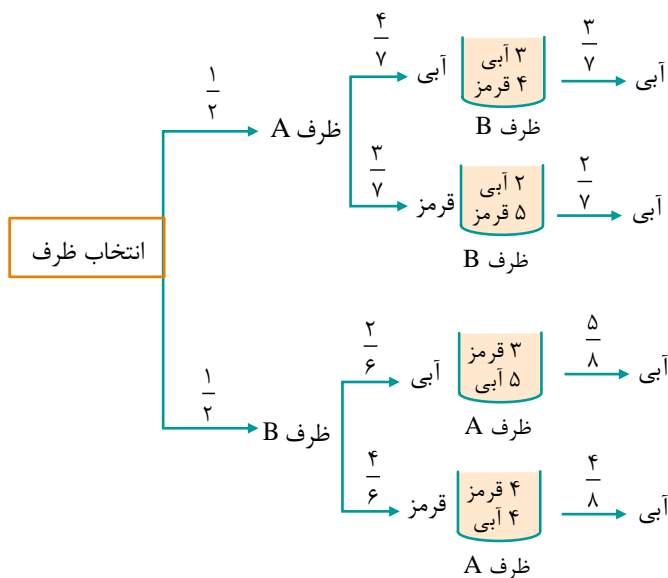 انتخاب ظرف
۱/۲
ظرف A
۴/۷
آبی
۳ آبی
۴ قرمز
ظرف B
۳/۷
آبی
۳/۷
قرمز
۲ آبی
۵ قرمز
ظرف B
۲/۷
آبی
۱/۲
ظرف B
۲/۶
آبی
۳ قرمز
۵ آبی
ظرف A
۵/۸
آبی
۴/۶
قرمز
۴ قرمز
۴ آبی
ظرف A
۴/۸
آبی